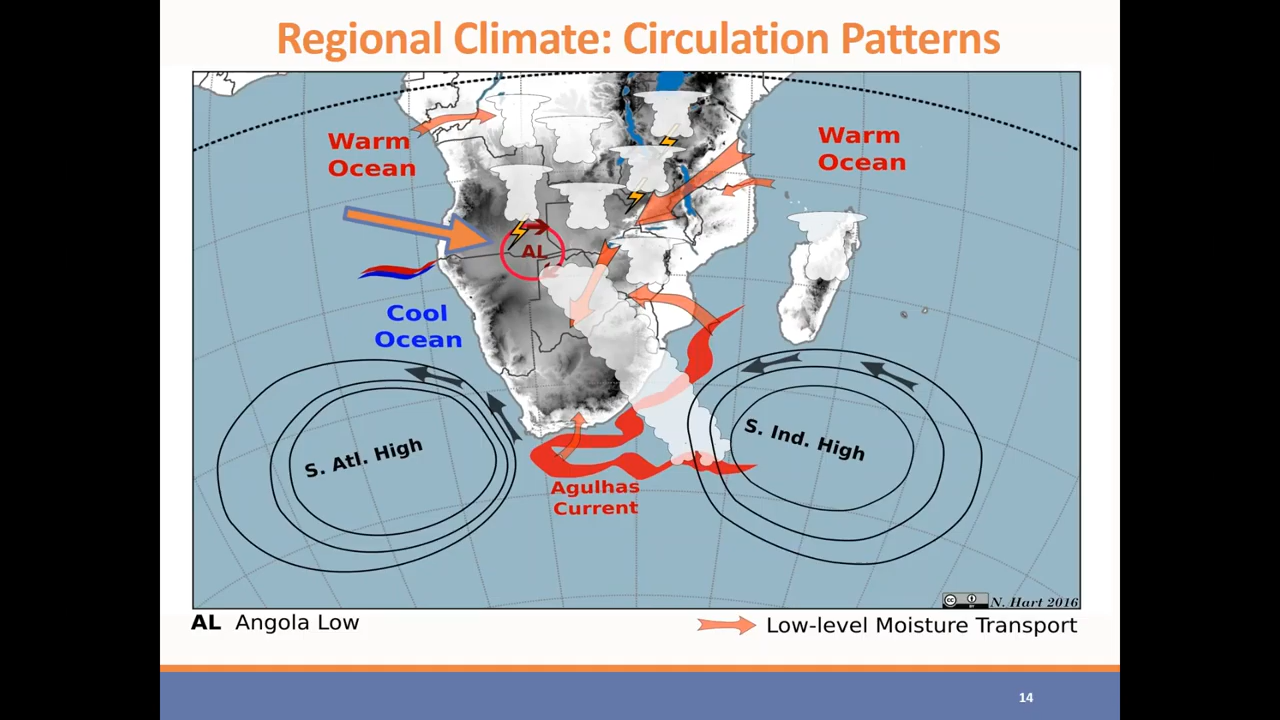 Regional Climate: Circulation Patterns
Warm
Ocean
Warm
Ocean
AL
Cool
Ocean
S. Atl. High
S. Ind. High
Agulhas
Current
N. Hart 2016
AL Angola Low
Low-level Moisture Transport
14